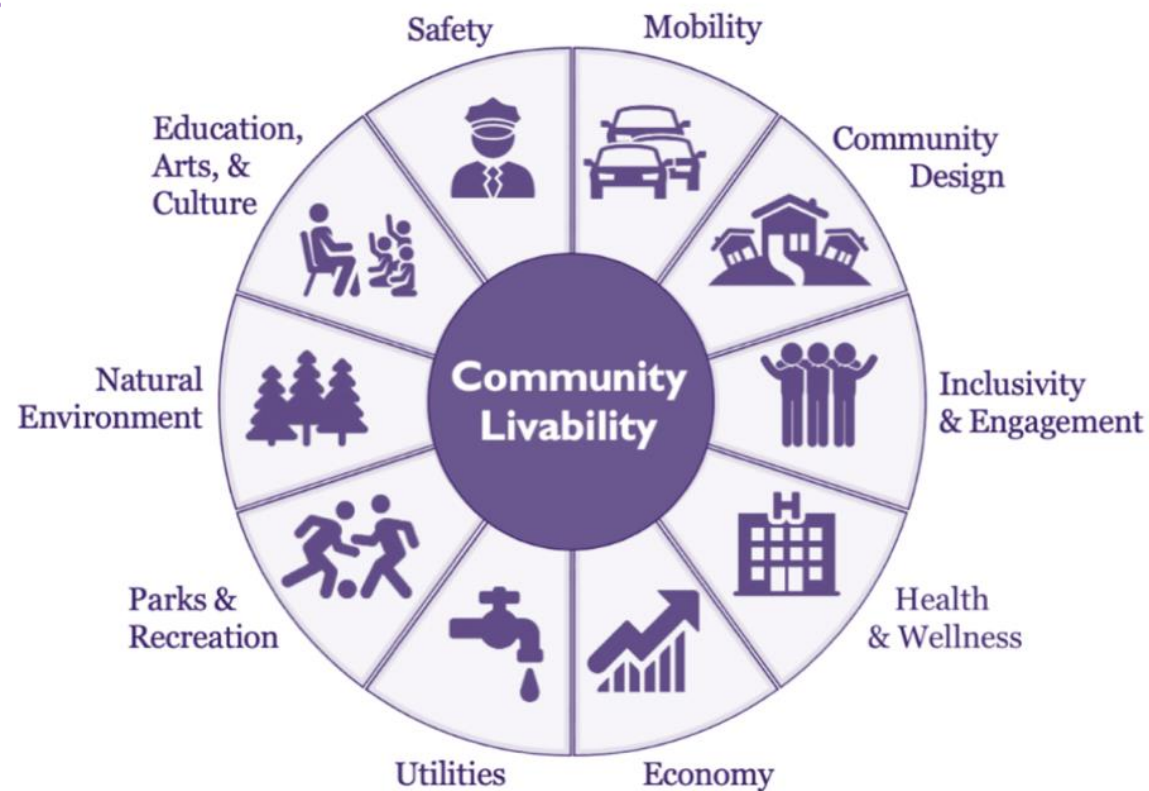 Safety
Mobility
Education,
Arts, &
Culture
Community
Design
Natural
Environment
Community
Livability
Inclusivity
& Engagement
Parks &
Recreation
H
Health
& Wellness
Utilities
Economy